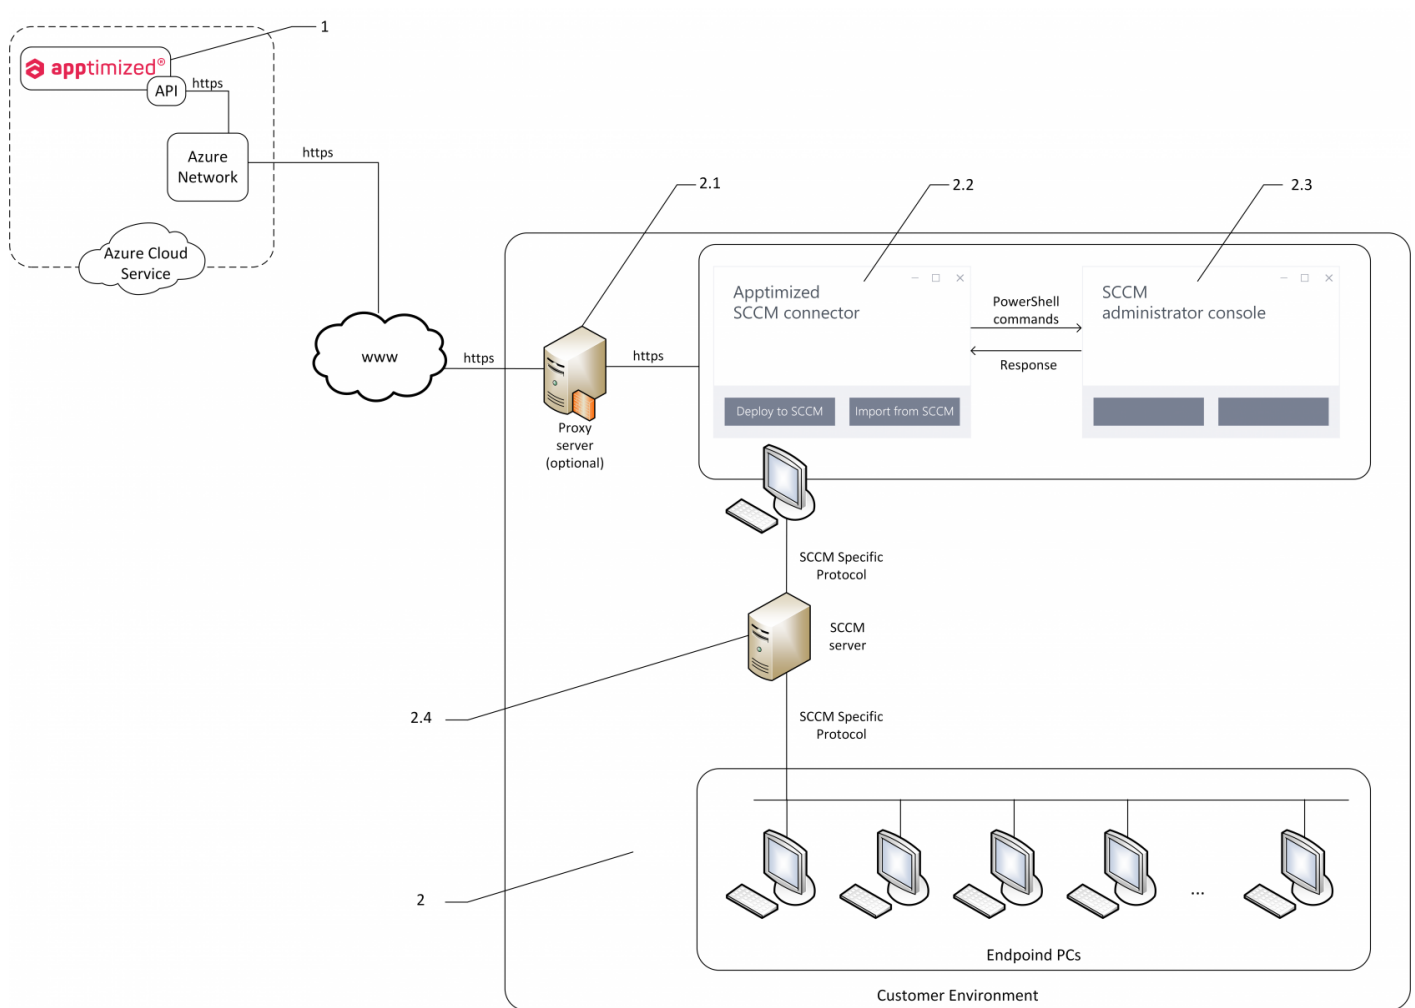 1
apptimized®
API
https
Azure
Network
https
Azure Cloud
Service
www
https
2.1
2.2
2.3
https
Proxy
server
(optional)
Apptimized
SCCM connector
Deploy to SCCM
Import from SCCM
PowerShell
commands
Response
SCCM
administrator console
SCCM Specific
Protocol
SCCM
server
2.4
SCCM Specific
Protocol
2
...
Endpoind PCs
Customer Environment